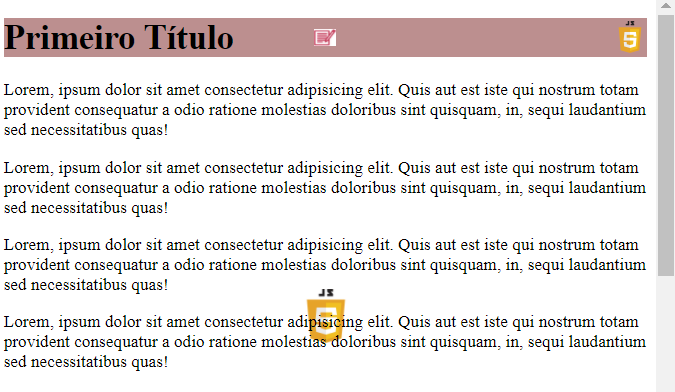 Primeiro Título
JS
5
Lorem, ipsum dolor sit amet consectetur adipisicing elit. Quis aut est iste qui nostrum totam
provident consequatur a odio ratione molestias doloribus sint quisquam, in, sequi laudantium
sed necessitatibus quas!
Lorem, ipsum dolor sit amet consectetur adipisicing elit. Quis aut est iste qui nostrum totam
provident consequatur a odio ratione molestias doloribus sint quisquam, in, sequi laudantium
sed necessitatibus quas!
Lorem, ipsum dolor sit amet consectetur adipisicing elit. Quis aut est iste qui nostrum totam
provident consequatur a odio ratione molestias doloribus sint quisquam, in, sequi laudantium
sed necessitatibus quas!
JS
5
Lorem, ipsum dolor sit amet consectetur adipisicing elit. Quis aut est iste qui nostrum totam
provident consequatur a odio ratione molestias doloribus sint quisquam, in, sequi laudantium
sed necessitatibus quas!